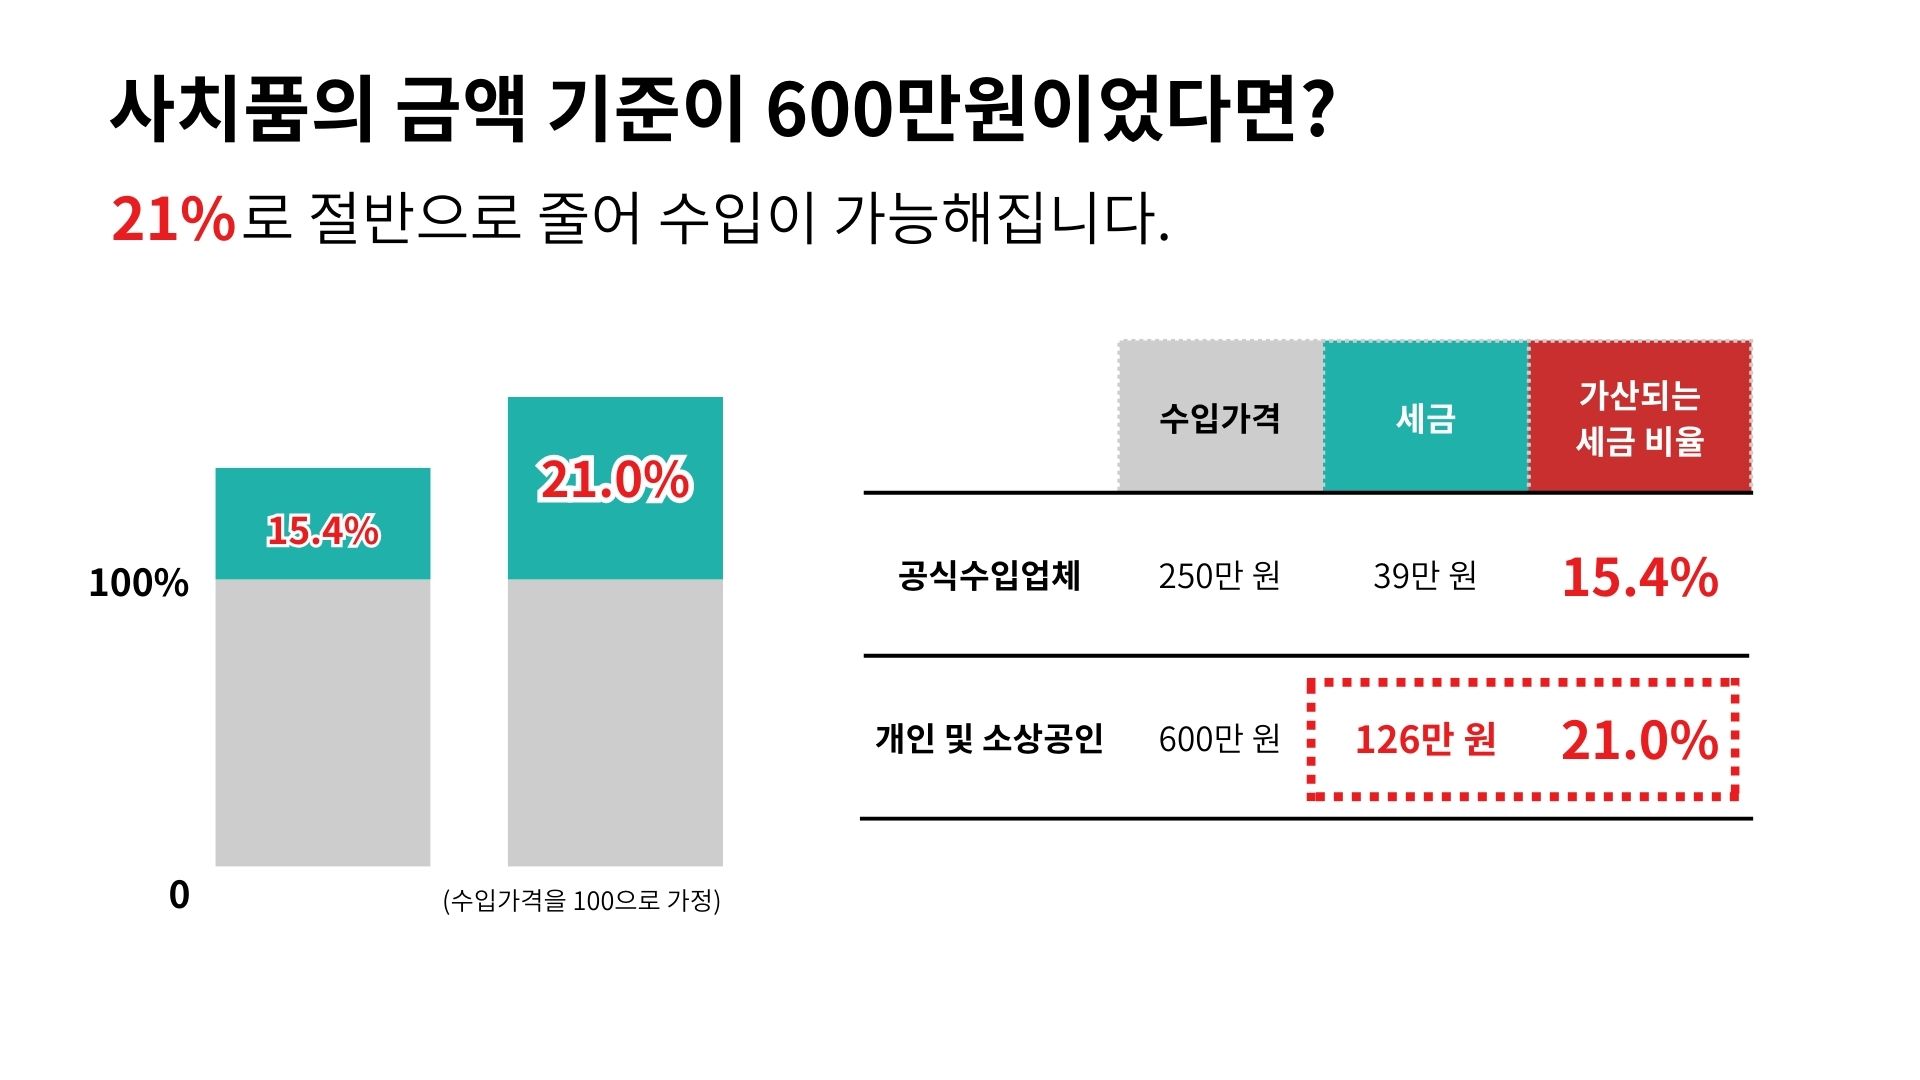 사치품의 금액 기준이 600만원이었다면?
21%로 절반으로 줄어 수입이 가능해집니다.
15.4%
21.0%
100%
0
(수입가격을 100으로 가정)
수입가격 세금 가산되는
세금 비율
공식수입업체 250만 원 39만 원 15.4%
개인 및 소상공인 600만 원 126만 원 21.0%